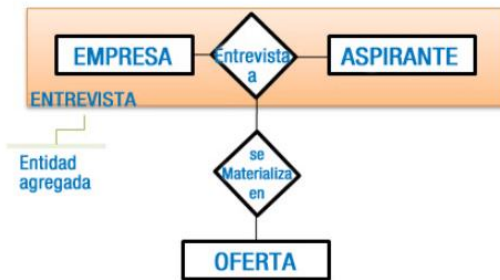 EMPRESA
Entrevista
a
ASPIRANTE
ENTREVISTA
Entidad
agregada
se
Materializa
en
OFERTA